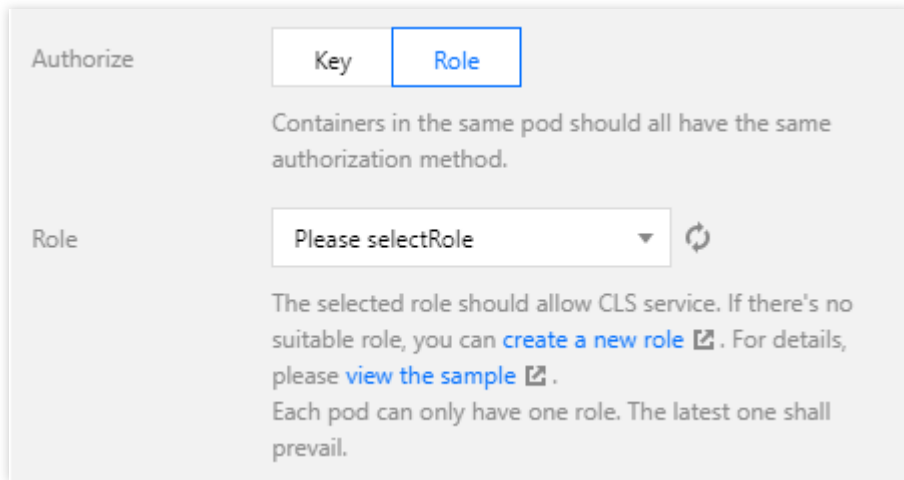 Authorize
Key
Role
Containers in the same pod should all have the same
authorization method.
Role
Please selectRole
The selected role should allow CLS service. If there's no
suitable role, you can create a new role . For details,
please view the sample .
Each pod can only have one role. The latest one shall
prevail.